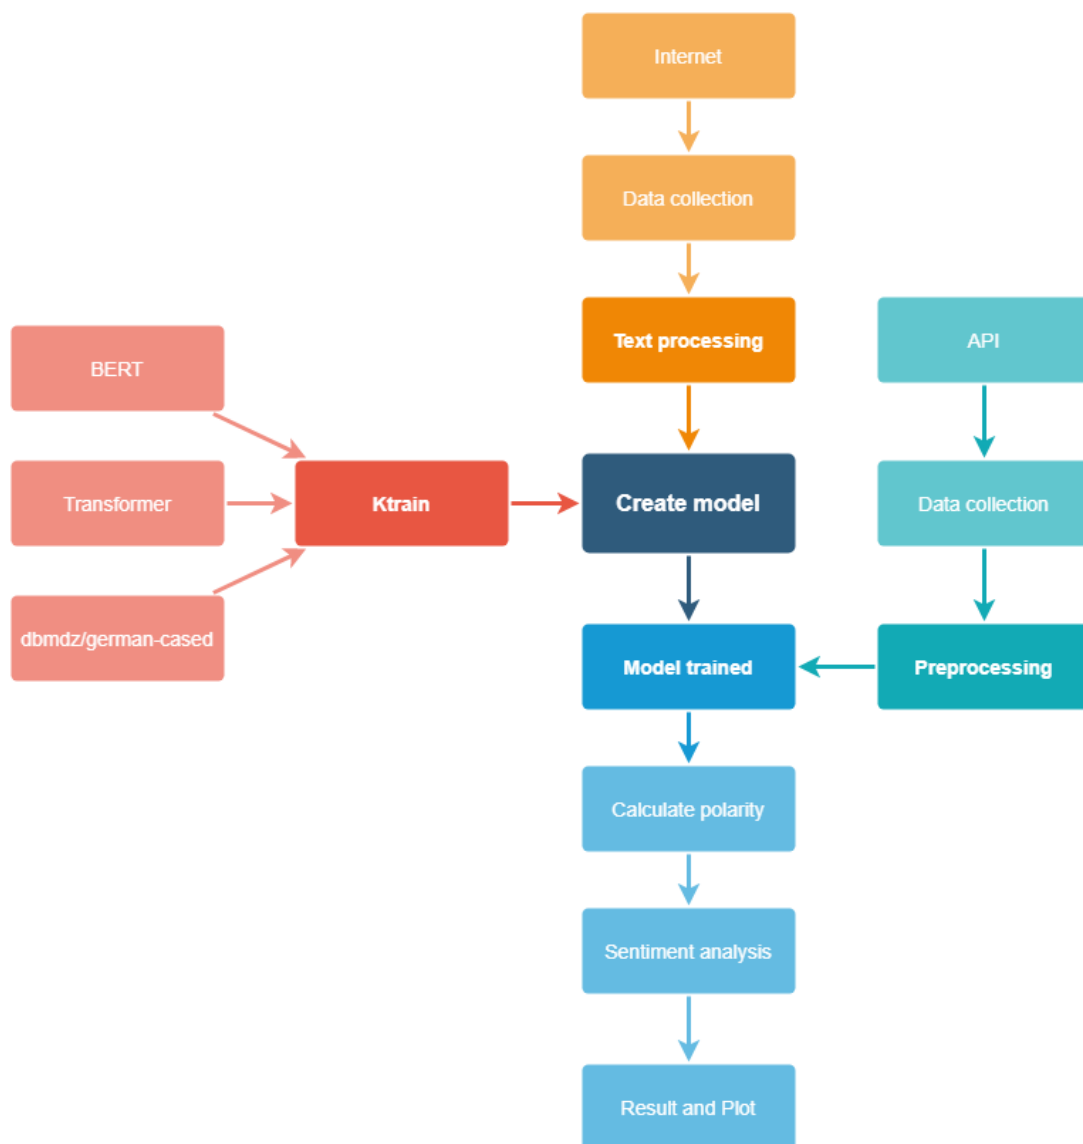 Internet
Data collection
Text processing
API
BERT
Transformer
Ktrain
Create model
Data collection
dbmdz/german-cased
Model trained
Preprocessing
Calculate polarity
Sentiment analysis
Result and Plot